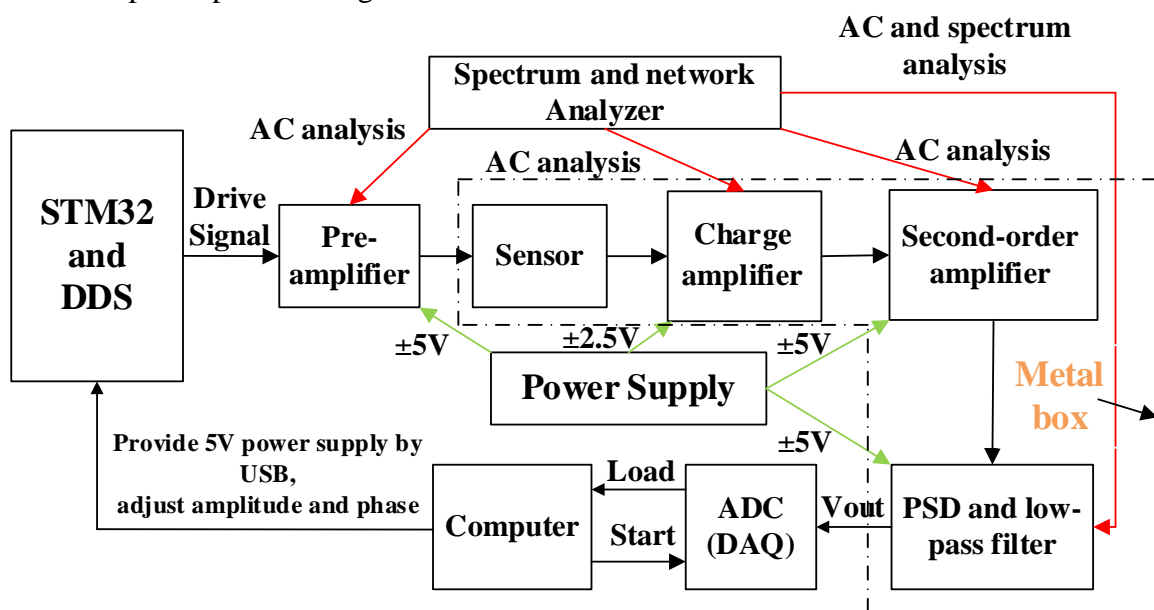 AC and spectrum
analysis
Spectrum and network
Analyzer
AC analysis
AC analysis
AC analysis
STM32
and
DDS
Drive
Signal
Pre-
amplifier
Sensor
Charge
amplifier
Second-order
amplifier
±5V
±2.5V
±5V
Power Supply
Metal
box
±5V
Provide 5V power supply by
USB,
adjust amplitude and phase
Computer
Load
Start
ADC
(DAQ)
Vout
PSD and low-
pass filter